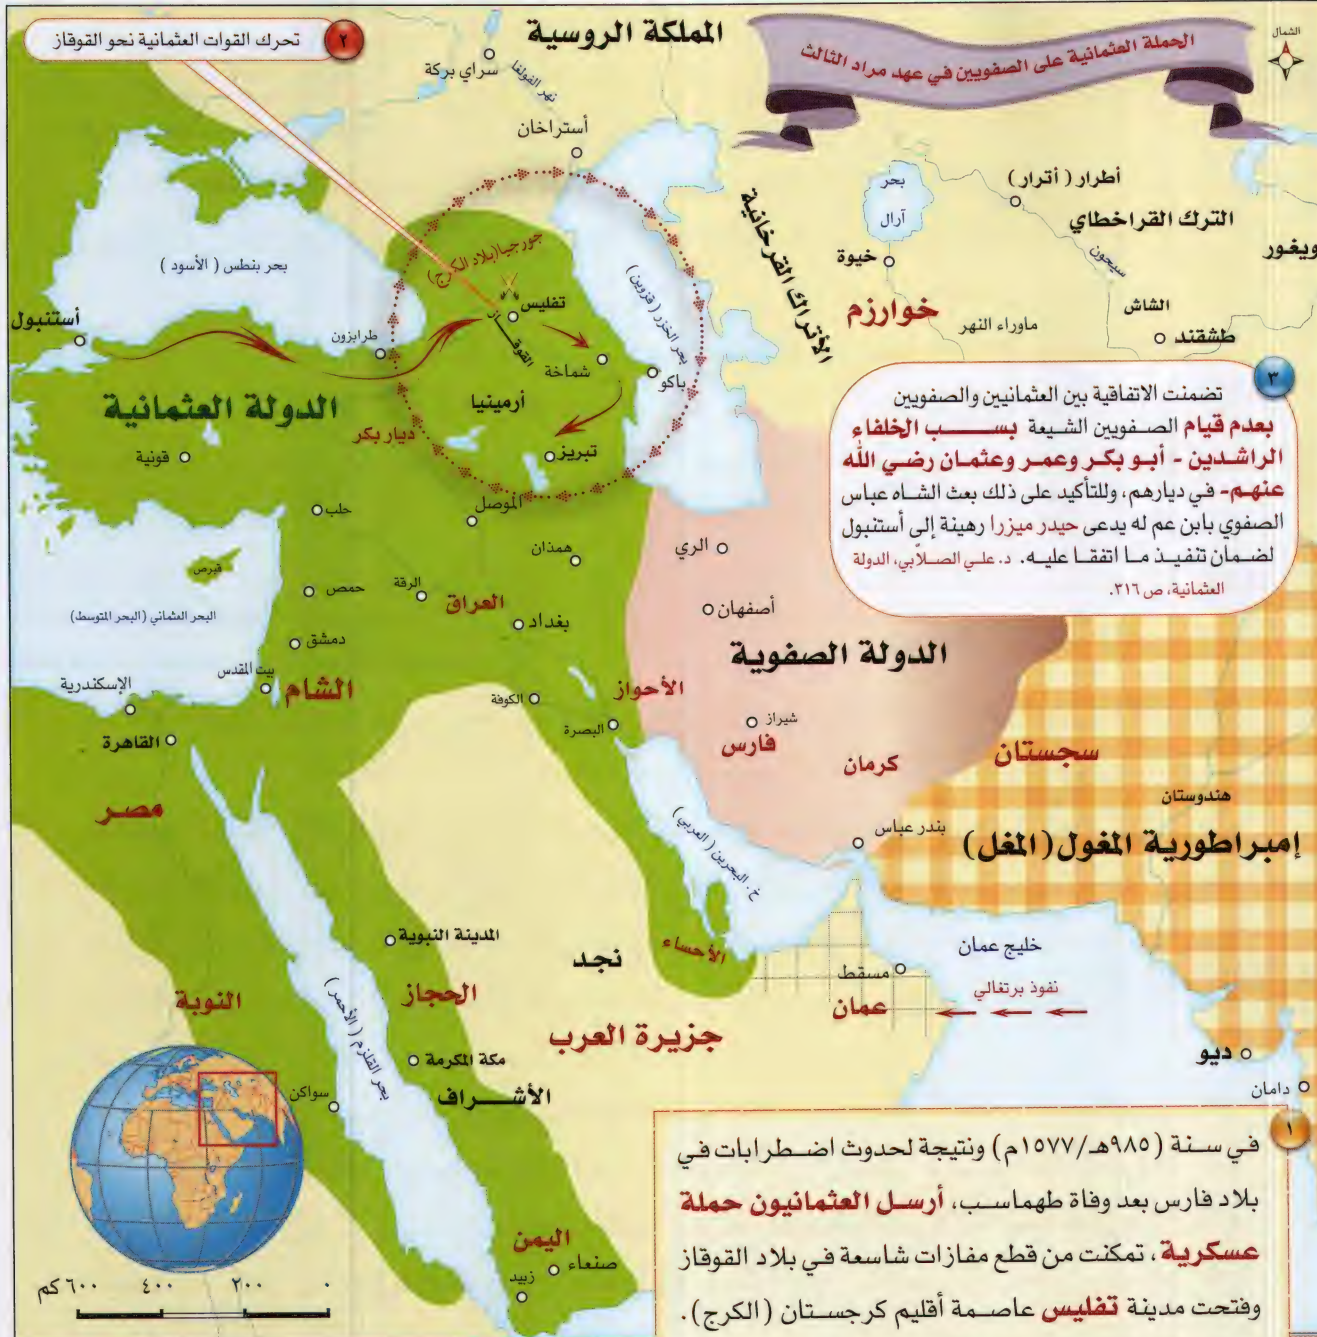 الحملة العثمانية على الصفويين في عهد مراد الثالث
الشمال
٢
تحرك القوات العثمانية نحو القوقاز
المملكة الروسية
سراي بركة
نهر الفولغا
أستراخان
بحر
آرال
أطرار (أترار)
الترك القراخطاي
ويغور
سيحون
خيوة
الأتراك القرخانية
خوارزم
ماوراء النهر
الشاش
طشقند
بحر بنطس (الأسود)
جورجيا (بلاد الكرج)
تفليس
القوقاز
بحر الخزر (قزوين)
أستنبول
طرابزون
شماخة
باكو
أرمينيا
الدولة العثمانية
ديار بكر
تبريز
قونية
الموصل
حلب
همذان
الري
قبرص
حمص
الرقة
العراق
بغداد
أصفهان
البحر العثماني (البحر المتوسط)
دمشق
الدولة الصفوية
بيت المقدس
الشام
الإسكندرية
الكوفة
الأحواز
البصرة
شيراز
فارس
القاهرة
كرمان
سجستان
مصر
هندوستان
خ. البحرين (العربي)
بندر عباس
إمبراطورية المغول (المغل)
المدينة النبوية
نجد
الأحساء
خليج عمان
مسقط
النوبة
الحجاز
بحر القلزم (الأحمر)
عمان
نفوذ برتغالي
جزيرة العرب
ديو
مكة المكرمة
دامان
سواكن
الأشراف
اليمن
صنعاء
زبيد
٦٠٠ كم ٤٠٠ ٢٠٠ ٠
٣
تضمنت الاتفاقية بين العثمانيين والصفويين
بعدم قيام الصفويين الشيعة بسب الخلفاء
الراشدين - أبو بكر وعمر وعثمان رضي الله
عنهم- في ديارهم، وللتأكيد على ذلك بعث الشاه عباس
الصفوي بابن عم له يدعى حيدر ميزرا رهينة إلى أستنبول
لضمان تنفيذ ما اتفقا عليه. د. علي الصلّابي، الدولة
العثمانية، ص ٣١٦.
١
في سنة (٩٨٥هـ/١٥٧٧م) ونتيجة لحدوث اضطرابات في
بلاد فارس بعد وفاة طهماسب، أرسل العثمانيون حملة
عسكرية، تمكنت من قطع مفازات شاسعة في بلاد القوقاز
وفتحت مدينة تفليس عاصمة أقليم كرجستان (الكرج).